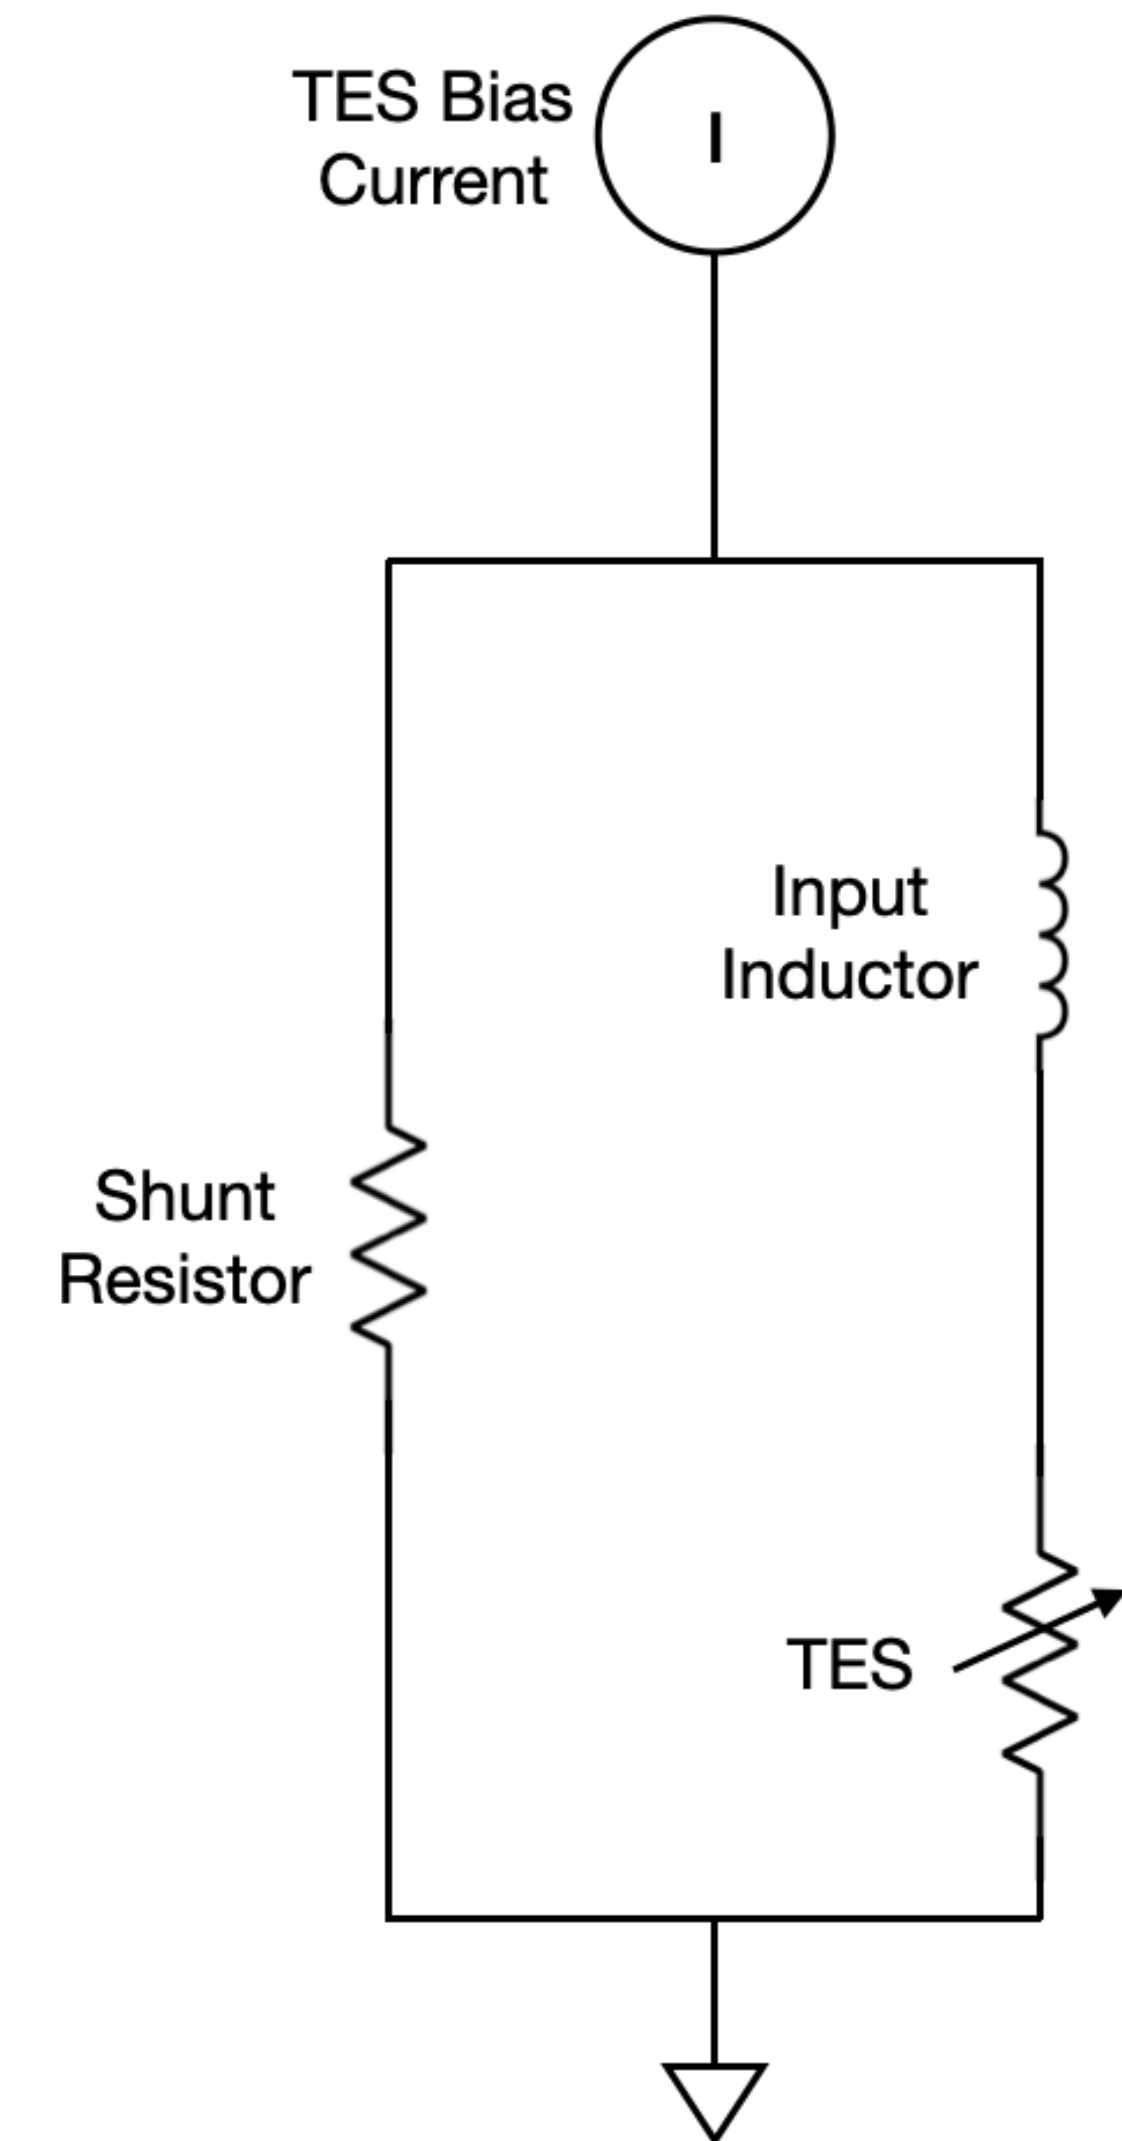 TES Bias
Current
I
Input
Inductor
Shunt
Resistor
TES